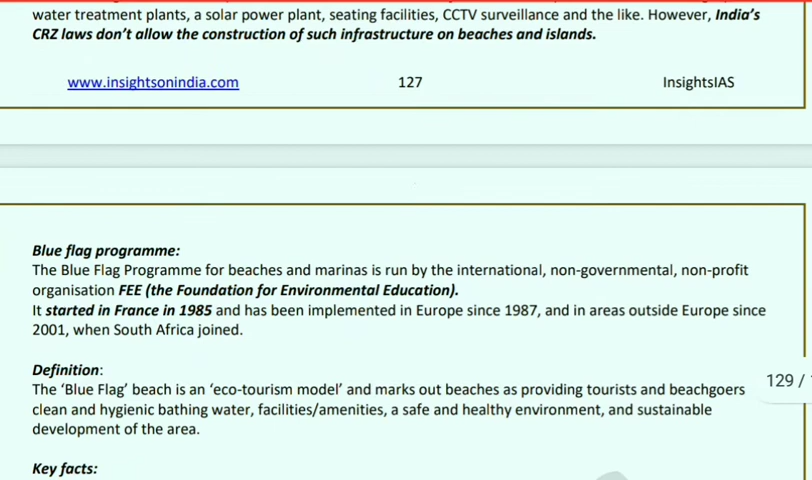 water treatment plants, a solar power plant, seating facilities, CCTV surveillance and the like. However, India’s
CRZ laws don’t allow the construction of such infrastructure on beaches and islands.
www.insightsonindia.com 127 InsightsIAS
Blue flag programme:
The Blue Flag Programme for beaches and marinas is run by the international, non-governmental, non-profit
organisation FEE (the Foundation for Environmental Education).
It started in France in 1985 and has been implemented in Europe since 1987, and in areas outside Europe since
2001, when South Africa joined.
Definition:
129 /
The ‘Blue Flag’ beach is an ‘eco-tourism model’ and marks out beaches as providing tourists and beachgoers
clean and hygienic bathing water, facilities/amenities, a safe and healthy environment, and sustainable
development of the area.
Key facts: